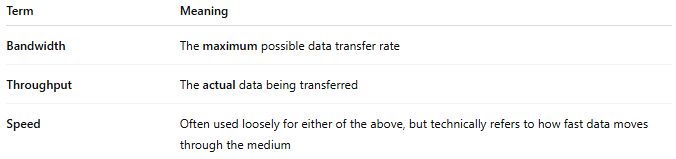 Term Meaning
Bandwidth The maximum possible data transfer rate
Throughput The actual data being transferred
Speed Often used loosely for either of the above, but technically refers to how fast data moves
through the medium